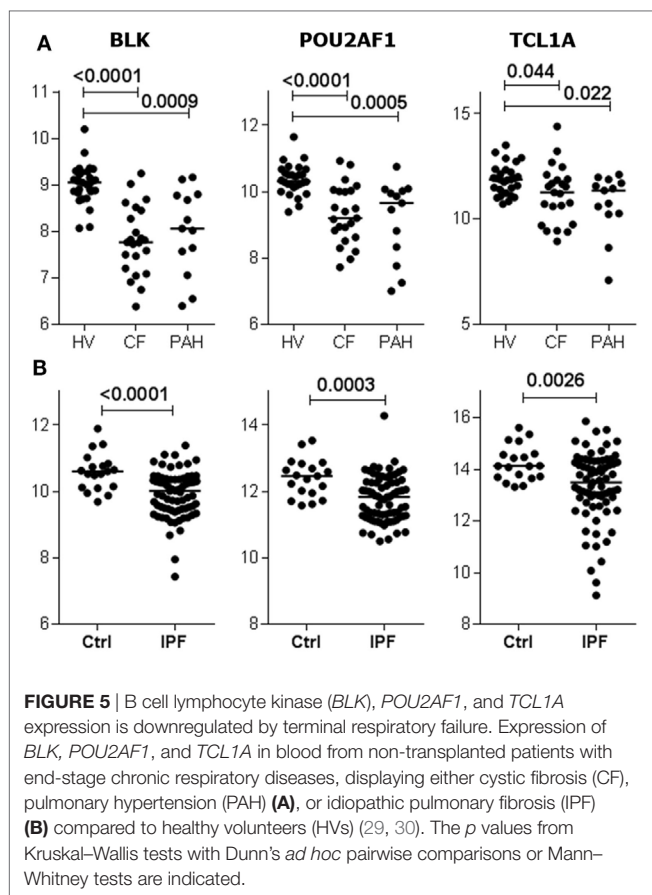 A
BLK
POU2AF1
TCL1A
<0.0001
0.0009
11
10
9
8
7
6
HV
CF
PAH
<0.0001
0.0005
12
10
8
6
HV
CF
PAH
0.044
0.022
15
10
5
HV
CF
PAH
B
<0.0001
12
10
8
6
Ctrl
IPF
0.0003
14
12
10
8
Ctrl
IPF
0.0026
16
14
12
10
8
Ctrl
IPF
FIGURE 5 | B cell lymphocyte kinase (BLK), POU2AF1, and TCL1A
expression is downregulated by terminal respiratory failure. Expression of
BLK, POU2AF1, and TCL1A in blood from non-transplanted patients with
end-stage chronic respiratory diseases, displaying either cystic fibrosis (CF),
pulmonary hypertension (PAH) (A), or idiopathic pulmonary fibrosis (IPF)
(B) compared to healthy volunteers (HVs) (29, 30). The p values from
Kruskal–Wallis tests with Dunn's ad hoc pairwise comparisons or Mann–
Whitney tests are indicated.